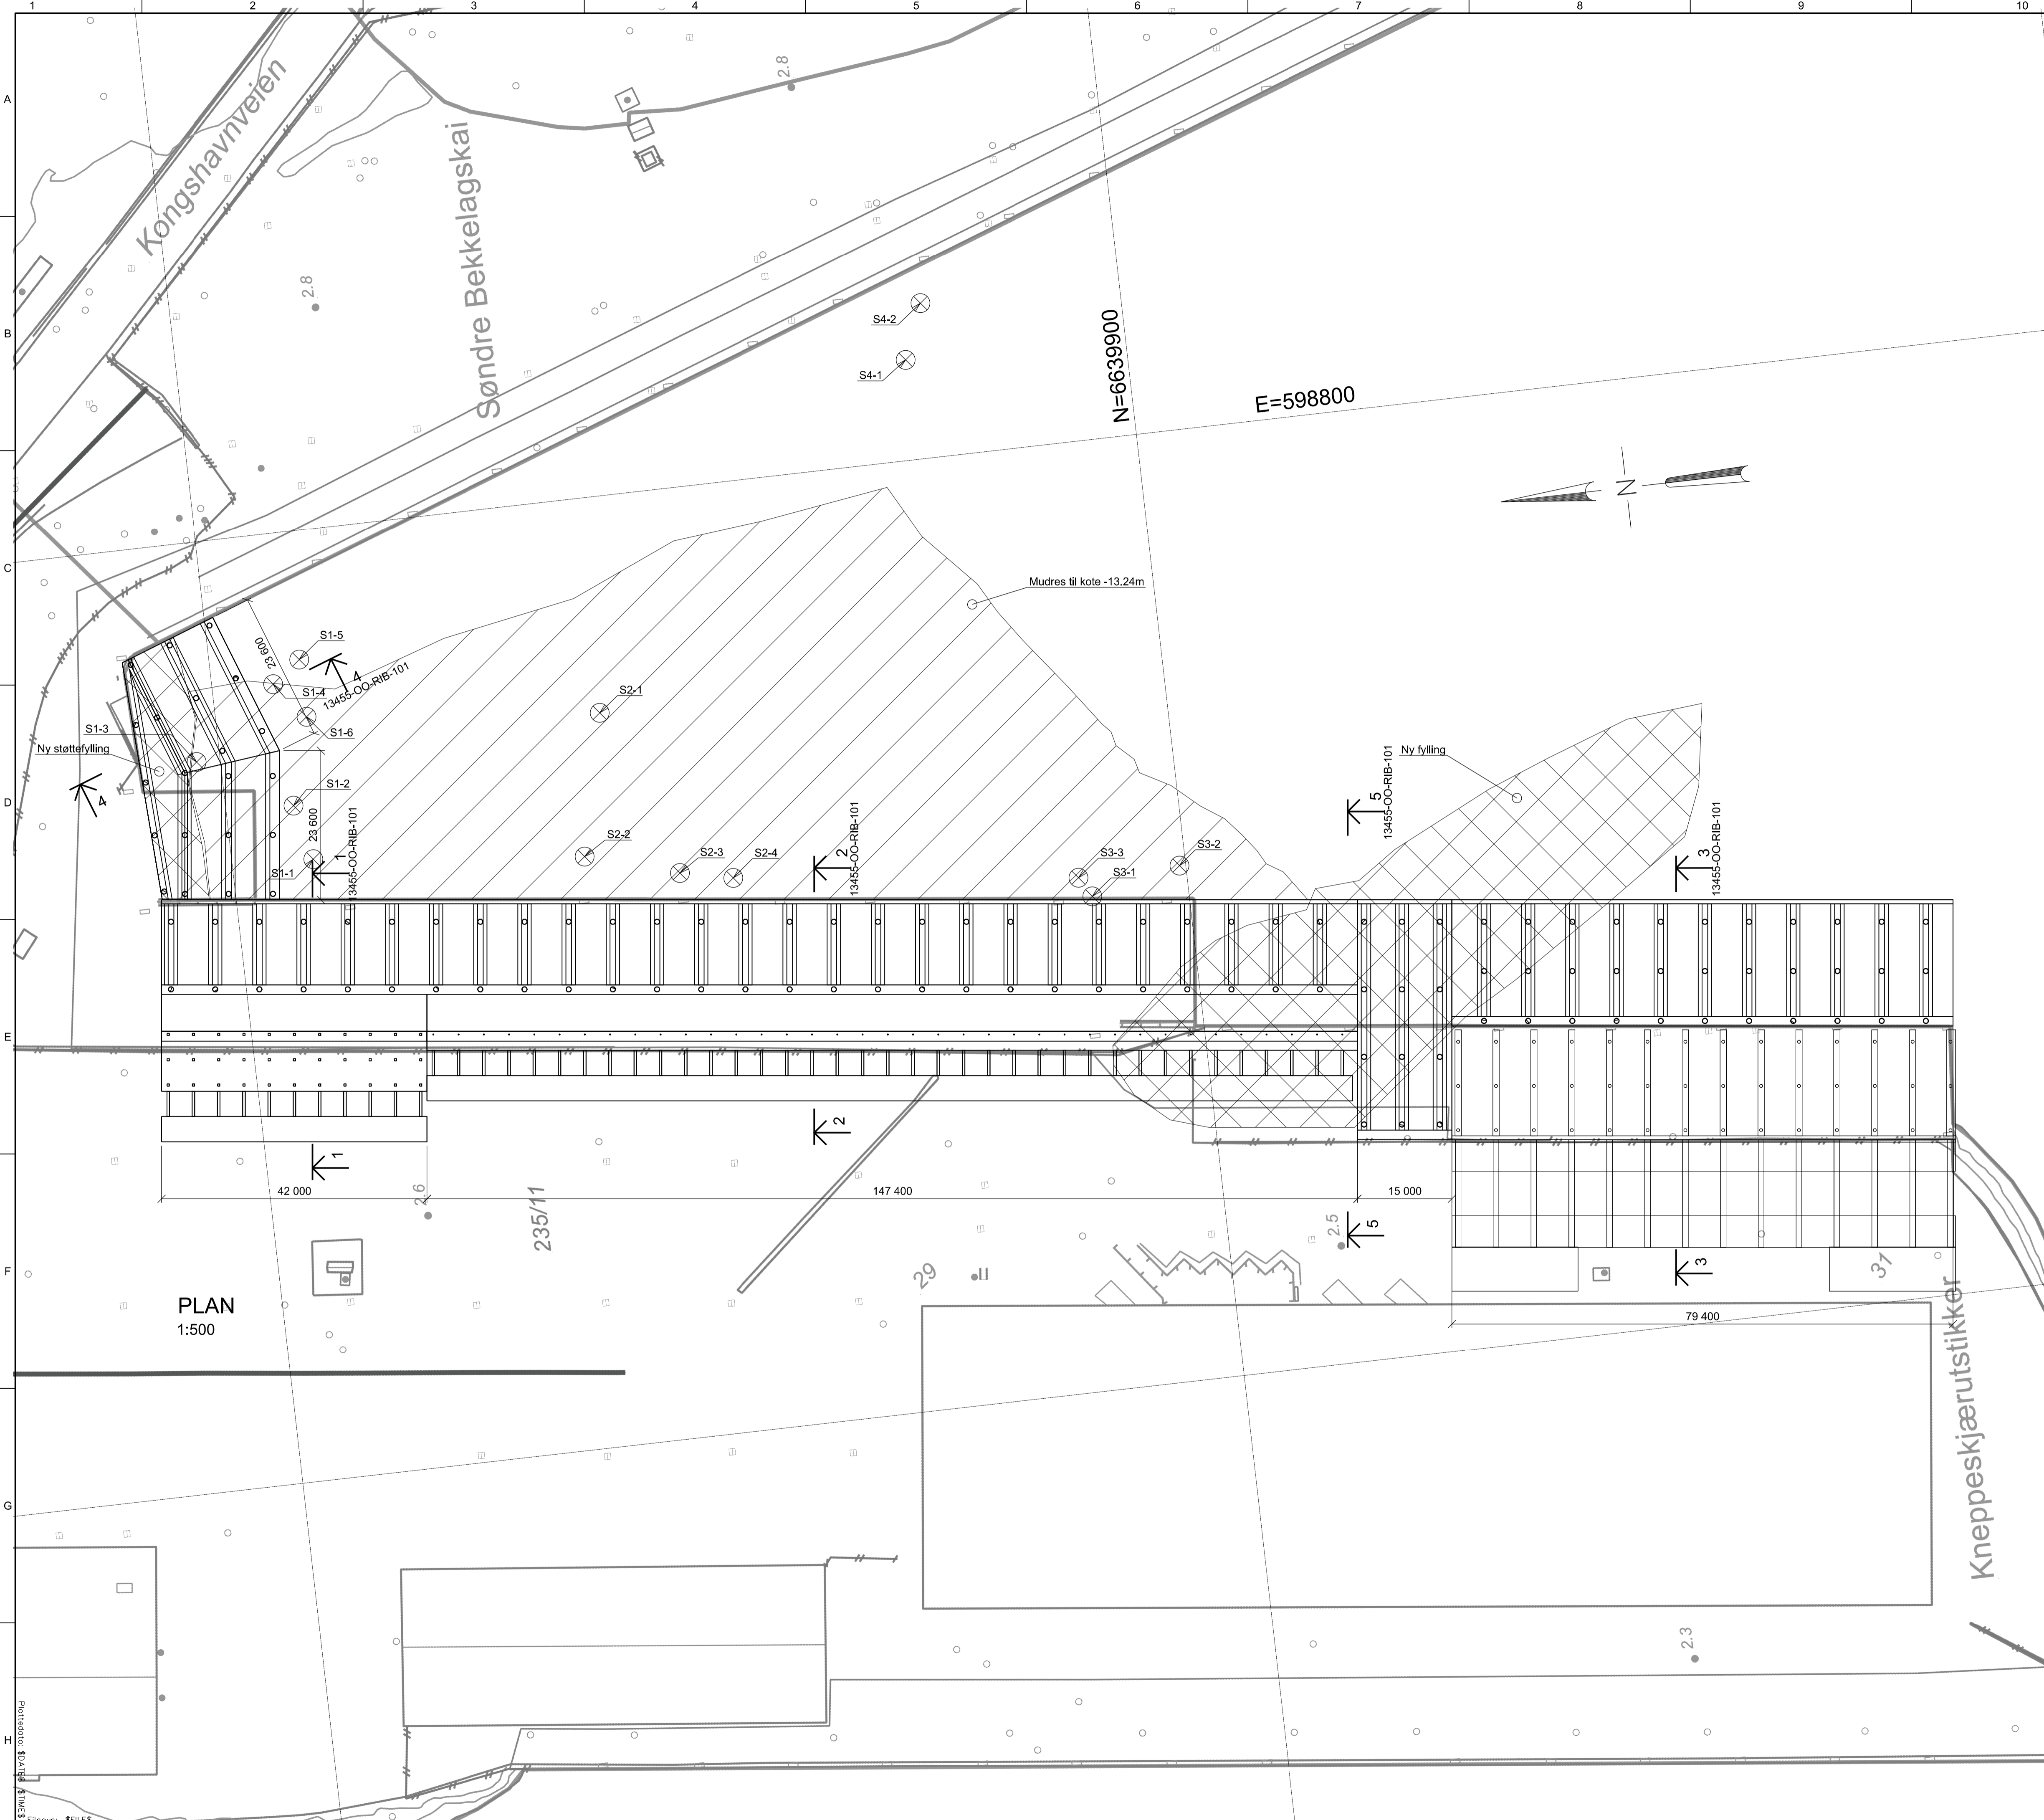 1 2 3 4 5 6 7 8 9 10
A
B
C
D
E
F
G
H
Kongshavnveien
Søndre Bekkelagskai
2.8
2.8
S4-2
S4-1
N=6639900
E=598800
N
Mudres til kote -13.24m
S1-5
23 600
4
13455-OO-RIB-101
S1-4
S1-3
S1-6
Ny støttefylling
4
S1-2
23 600
S1-1
1
13455-OO-RIB-101
S2-1
S2-2
S2-3
S2-4
2
13455-OO-RIB-101
S3-3
S3-2
S3-1
5
13455-OO-RIB-101
Ny fylling
3
13455-OO-RIB-101
2
1
42 000
147 400
15 000
2.6
235/11
2.5
5
3
29
31
79 400
PLAN
1:500
Kneppeskjærutstikker
2.3
Plottedato: $DATE$ $TIME$